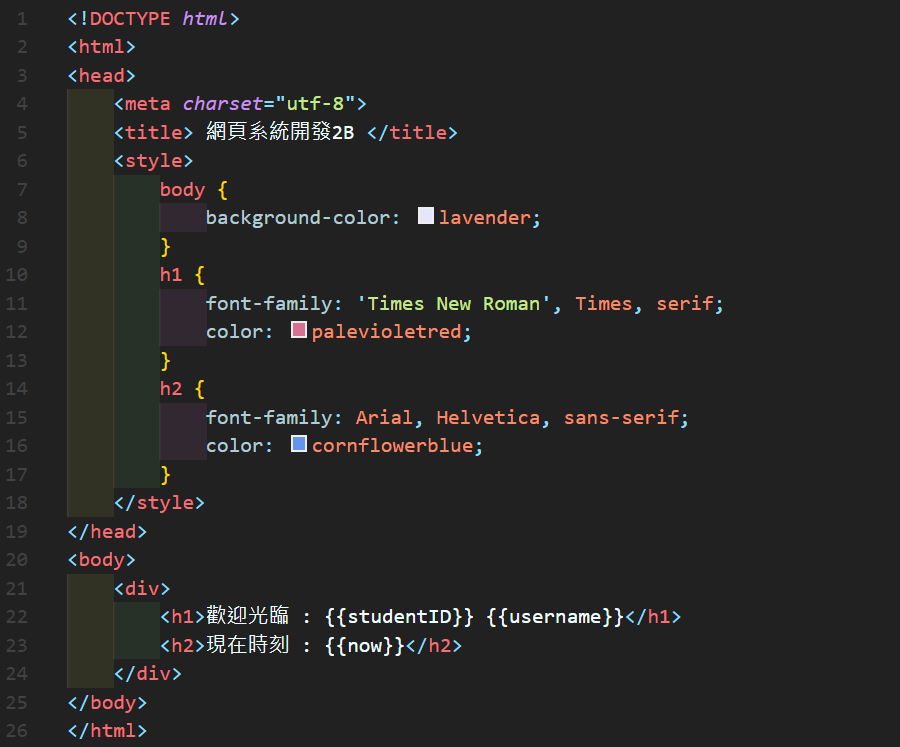 1 <!DOCTYPE html>
2 <html>
3 <head>
4 <meta charset="utf-8">
5 <title> 網頁系統開發2B </title>
6 <style>
7 body {
8 background-color: lavender;
9 }
10 h1 {
11 font-family: 'Times New Roman', Times, serif;
12 color: palevioletred;
13 }
14 h2 {
15 font-family: Arial, Helvetica, sans-serif;
16 color: cornflowerblue;
17 }
18 </style>
19 </head>
20 <body>
21 <div>
22 <h1>歡迎光臨 : {{studentID}} {{username}}</h1>
23 <h2>現在時刻 : {{now}}</h2>
24 </div>
25 </body>
26 </html>